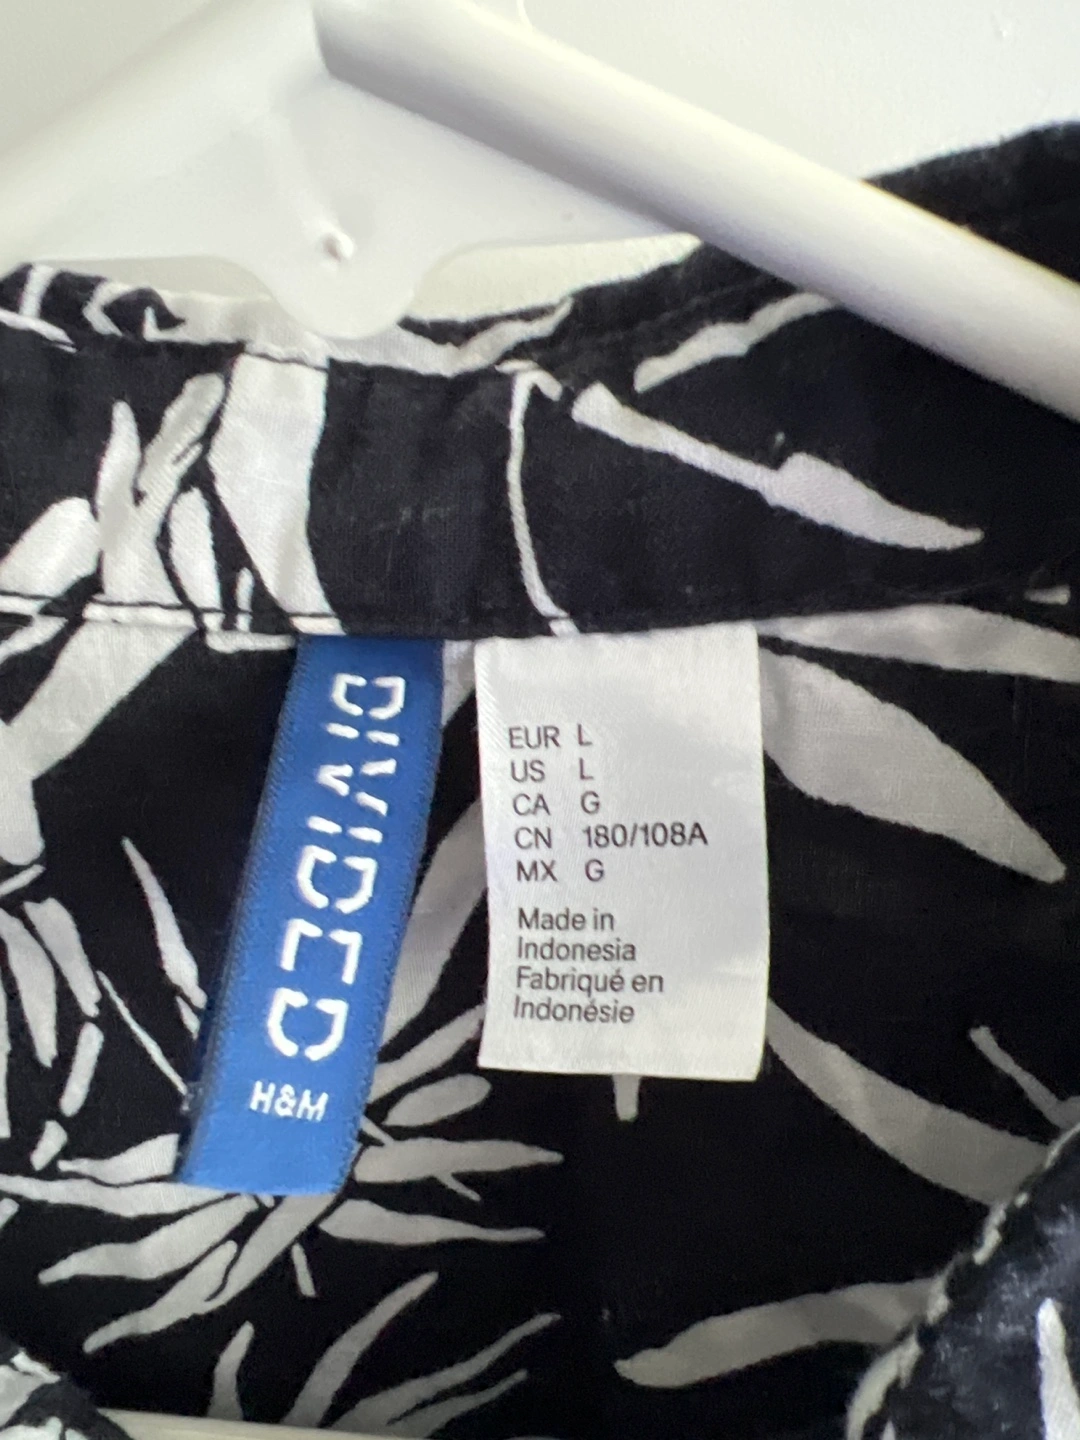 DIVIDED
H&M
EUR L
US L
CA G
CN 180/108A
MX G
Made in
Indonesia
Fabriqué en
Indonésie